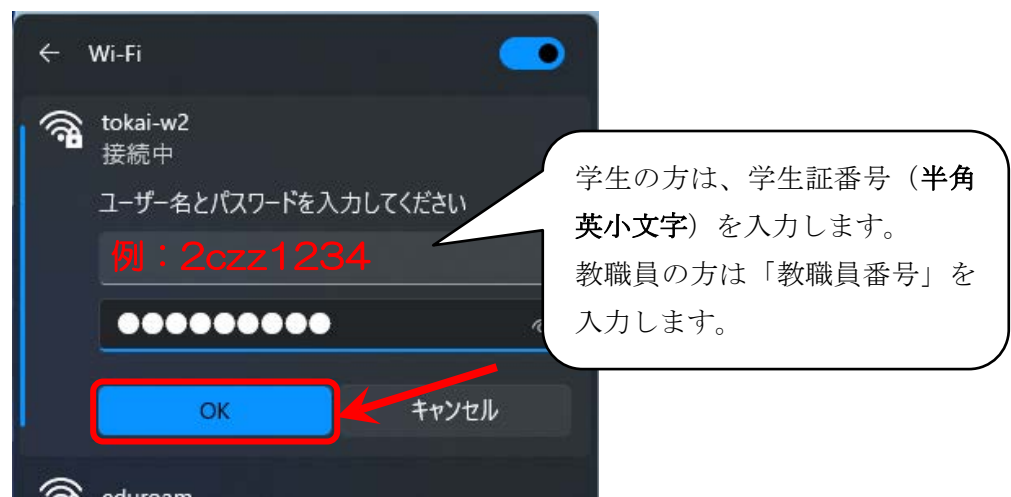 Wi-Fi
tokai-w2
接続中
ユーザー名とパスワードを入力してください
例：2czz1234
OK
キャンセル
eduroam
学生の方は、学生証番号（半角
英小文字）を入力します。
教職員の方は「教職員番号」を
入力します。